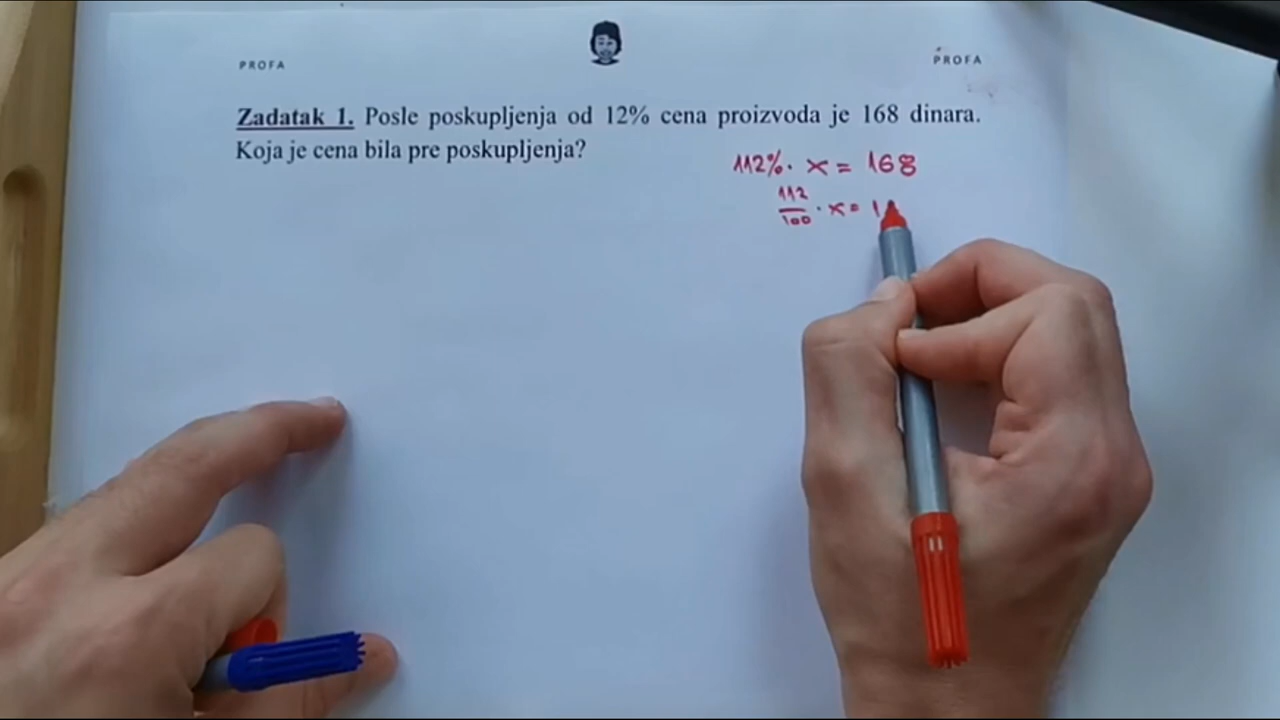 PROFA
PROFA
Zadatak 1. Posle poskupljenja od 12% cena proizvoda je 168 dinara.
Koja je cena bila pre poskupljenja?
112% · x = 168
112/100 · x = 1